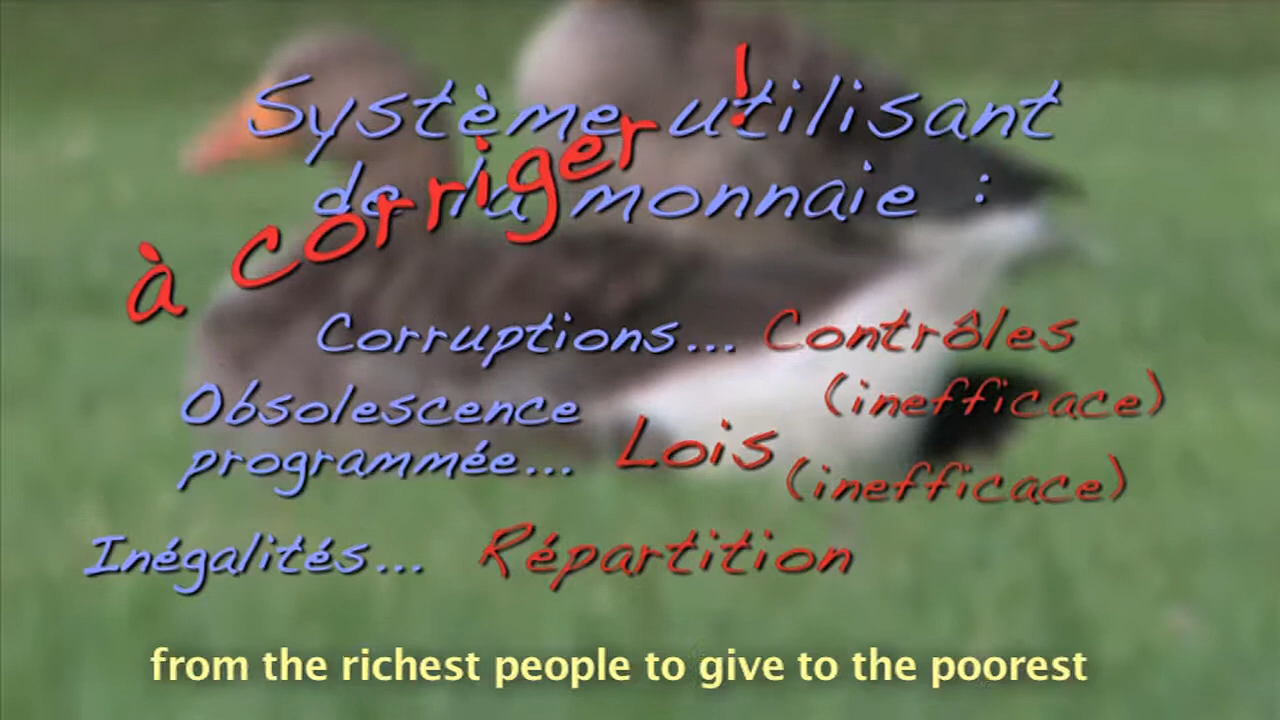 Système utilisant
de la monnaie :
à corriger !
Corruptions... Contrôles
(inefficace)
Obsolescence
programmée... Lois (inefficace)
Inégalités... Répartition
from the richest people to give to the poorest